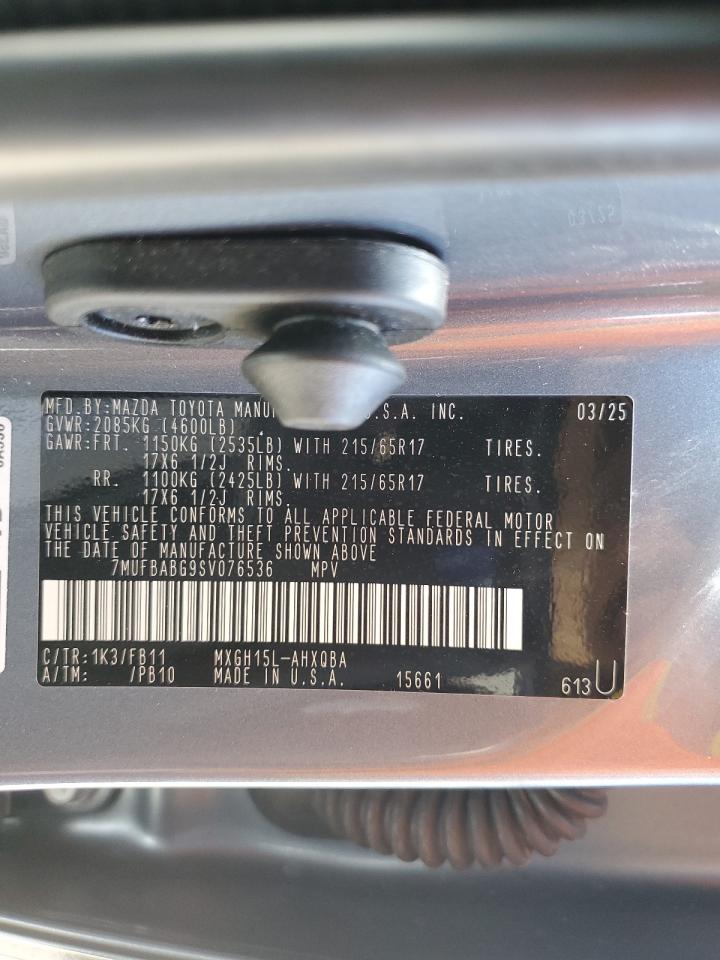 MFD.BY:MAZDA TOYOTA U.S.A. INC. 03/25
GVWR:2085KG (4600LB)
GAWR:FRT. 1150KG (2535LB) WITH 215/65R17 TIRES.
17X6 1/2J RIMS.
RR. 1100KG (2425LB) WITH 215/65R17 TIRES.
17X6 1/2J RIMS.
THIS VEHICLE CONFORMS TO ALL APPLICABLE FEDERAL MOTOR
VEHICLE SAFETY AND THEFT PREVENTION STANDARDS IN EFFECT ON
THE DATE OF MANUFACTURE SHOWN ABOVE
7MUFBABG9SV076536 MPV
C/TR:1K3/FB11 MXGH15L-AHXQBA
A/TM: /PB10 MADE IN U.S.A. 15661 613U